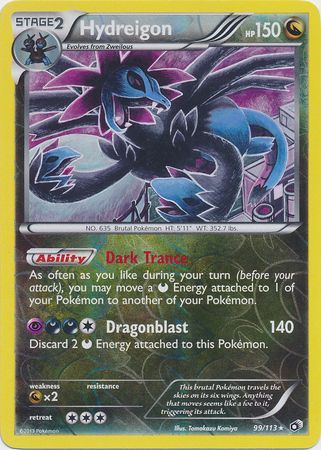 STAGE2 Hydreigon HP150
Evolves from Zweilous
NO. 635 Brutal Pokémon HT: 5'11" WT: 352.7 lbs.
Ability Dark Trance
As often as you like during your turn (before your
attack), you may move a Energy attached to 1 of
your Pokémon to another of your Pokémon.
Dragonblast 140
Discard 2 Energy attached to this Pokémon.
weakness resistance
×2
retreat
This brutal Pokémon travels the
skies on its six wings. Anything
that moves seems like a foe to it,
triggering its attack.
©2013 Pokémon Illus. Tomokazu Komiya 99/113 ★